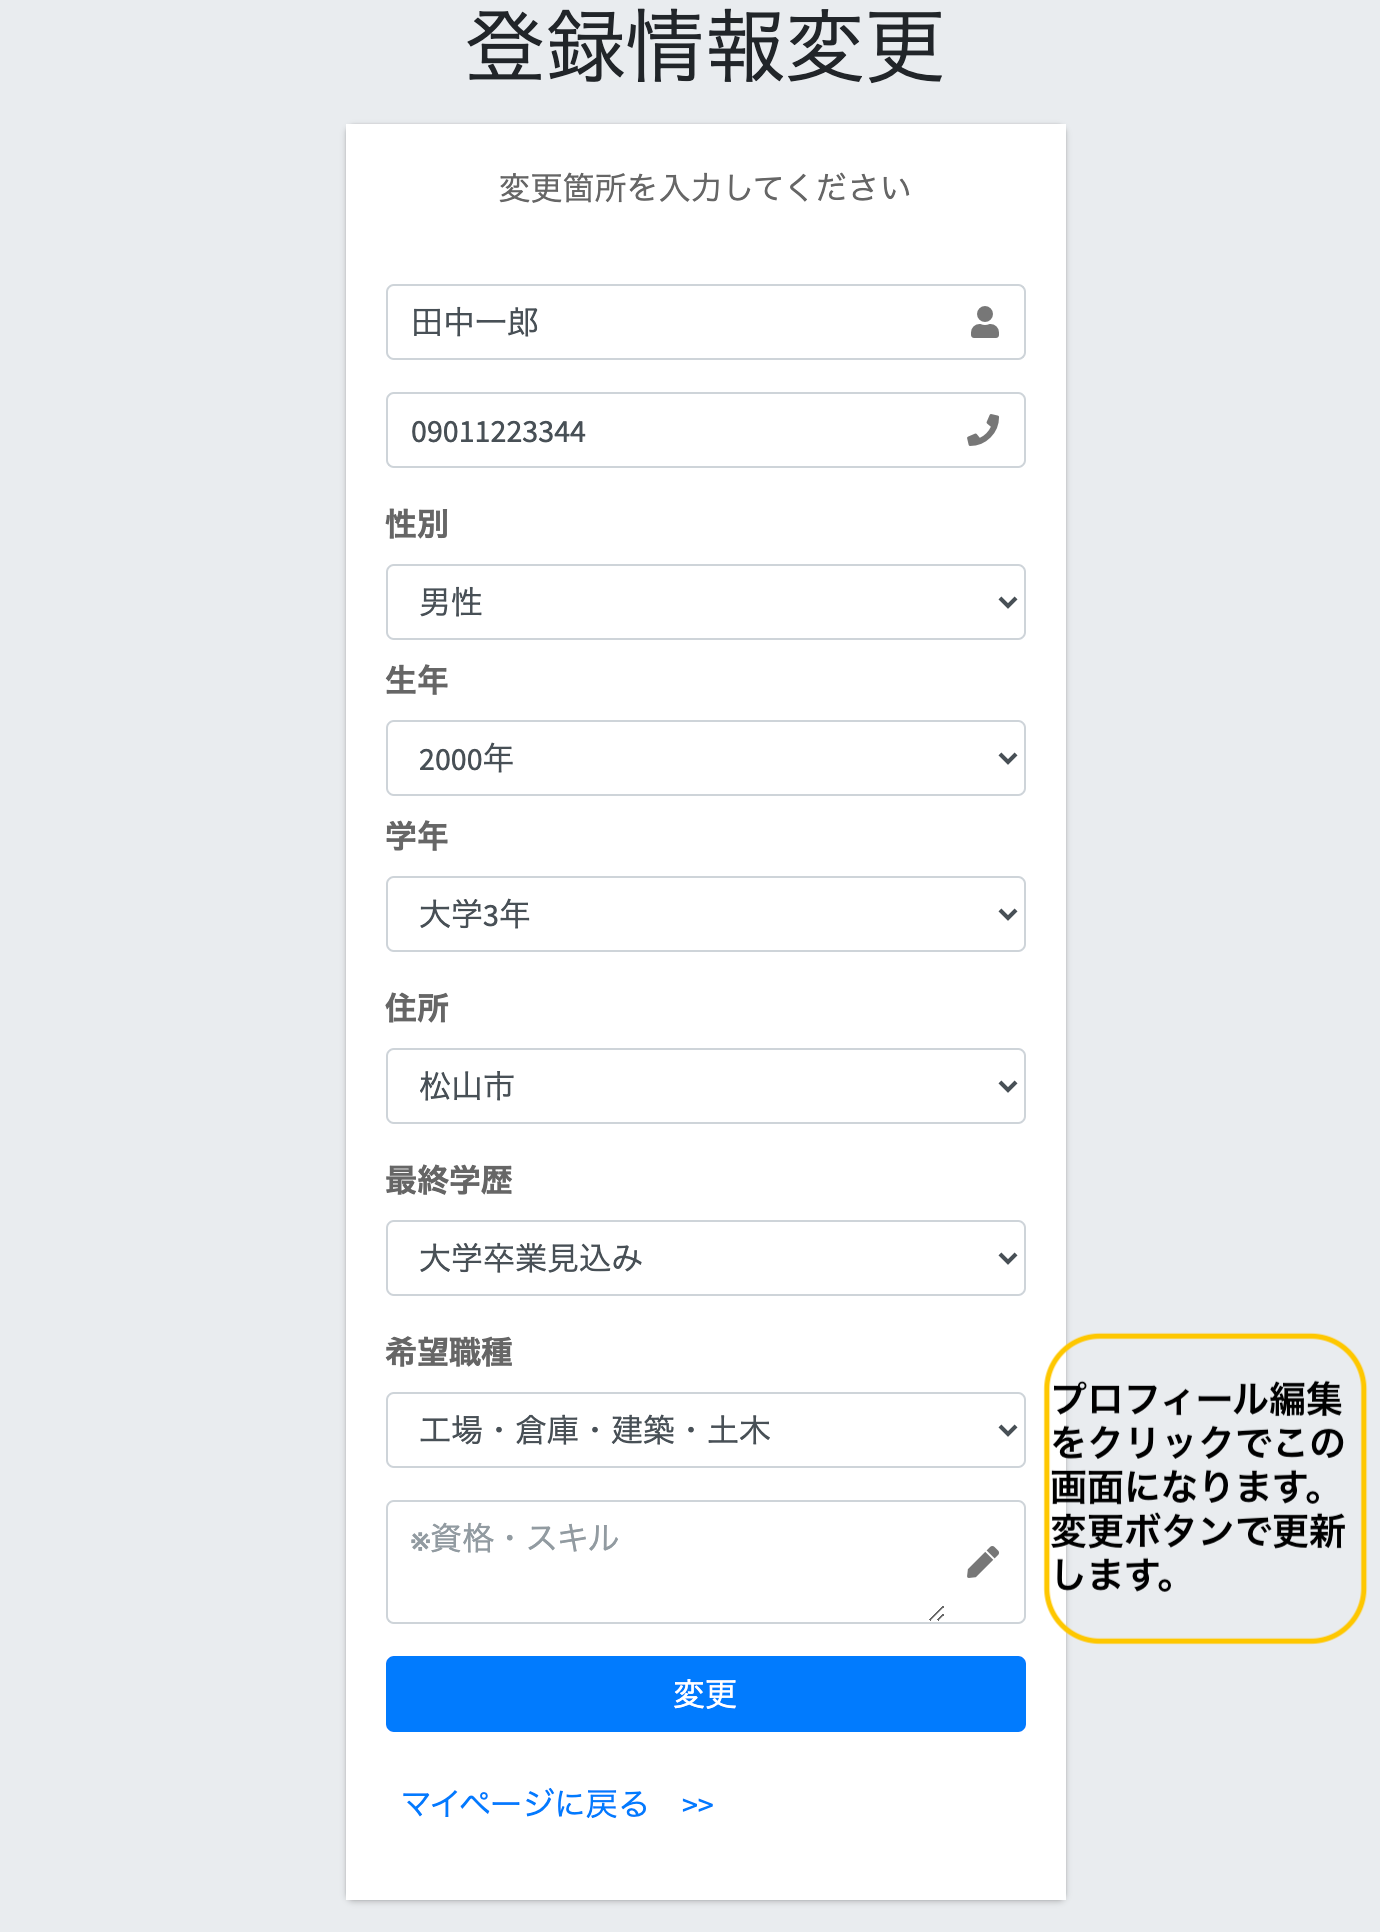 登録情報変更
変更箇所を入力してください
田中一郎
09011223344
性別
男性
生年
2000年
学年
大学3年
住所
松山市
最終学歴
大学卒業見込み
希望職種
工場・倉庫・建築・土木
※資格・スキル
プロフィール編集
をクリックでこの
画面になります。
変更ボタンで更新
します。
変更
マイページに戻る　>>